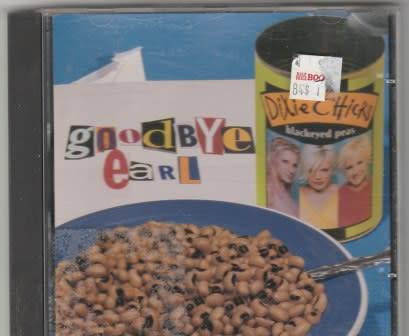 DIXIE CHICKS
blackeyed peas
goodbye
earl